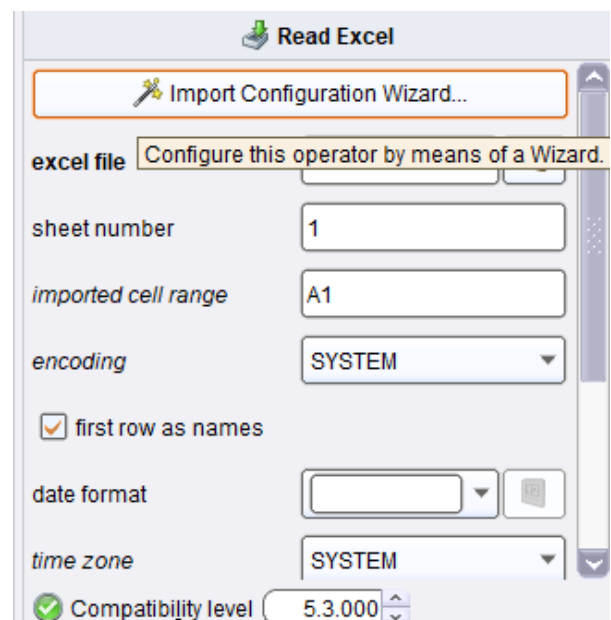 Read Excel
Import Configuration Wizard...
excel file
Configure this operator by means of a Wizard.
sheet number 1
imported cell range A1
encoding SYSTEM
first row as names
date format
time zone SYSTEM
Compatibility level 5.3.000